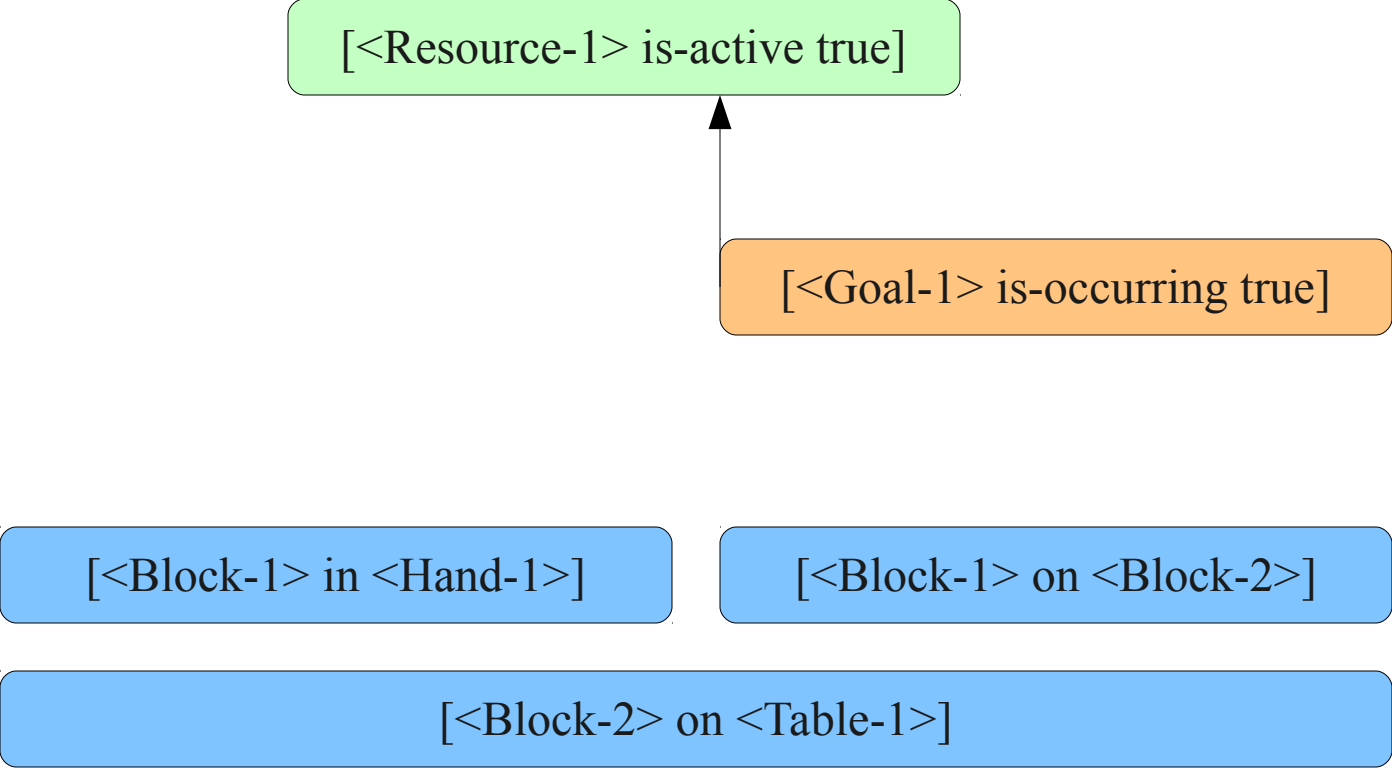 [<Resource-1> is-active true]
[<Goal-1> is-occurring true]
[<Block-1> in <Hand-1>]
[<Block-1> on <Block-2>]
[<Block-2> on <Table-1>]